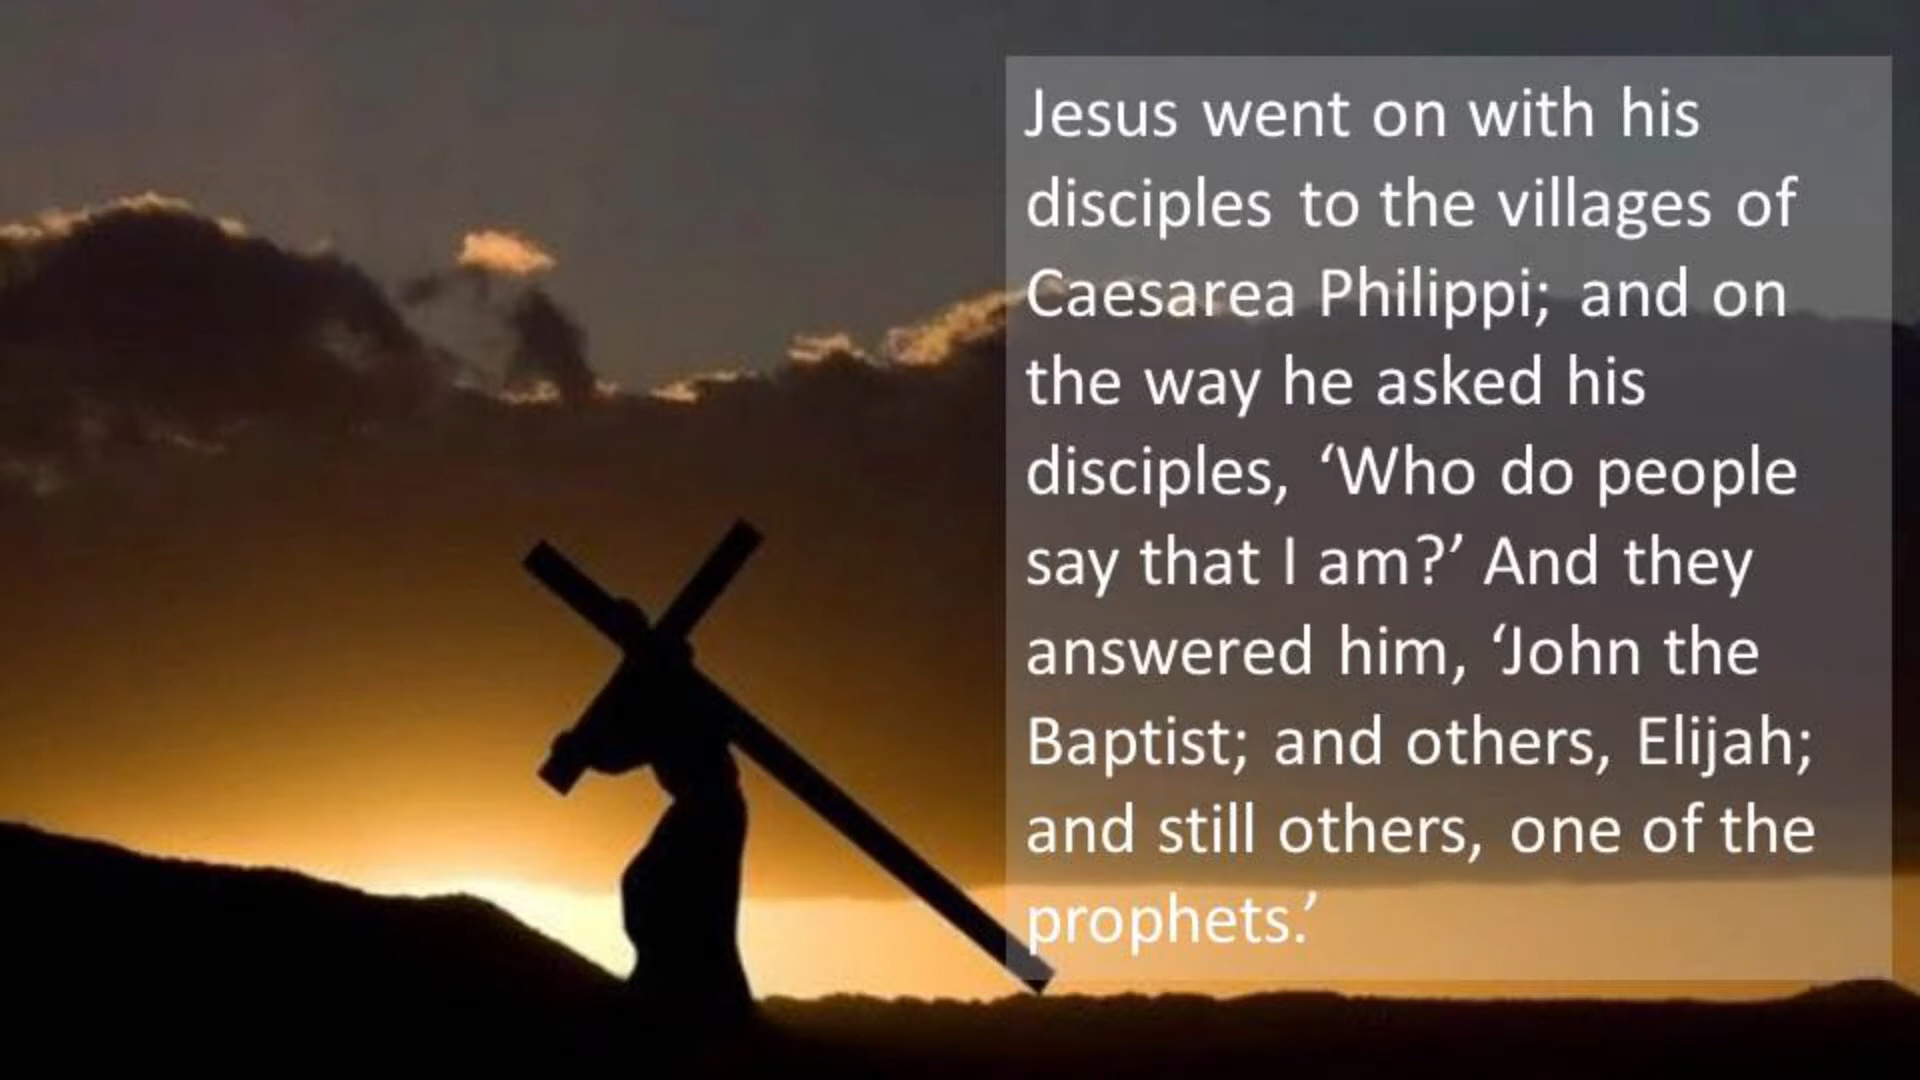 Jesus went on with his
disciples to the villages of
Caesarea Philippi; and on
the way he asked his
disciples, ‘Who do people
say that I am?’ And they
answered him, ‘John the
Baptist; and others, Elijah;
and still others, one of the
prophets.’